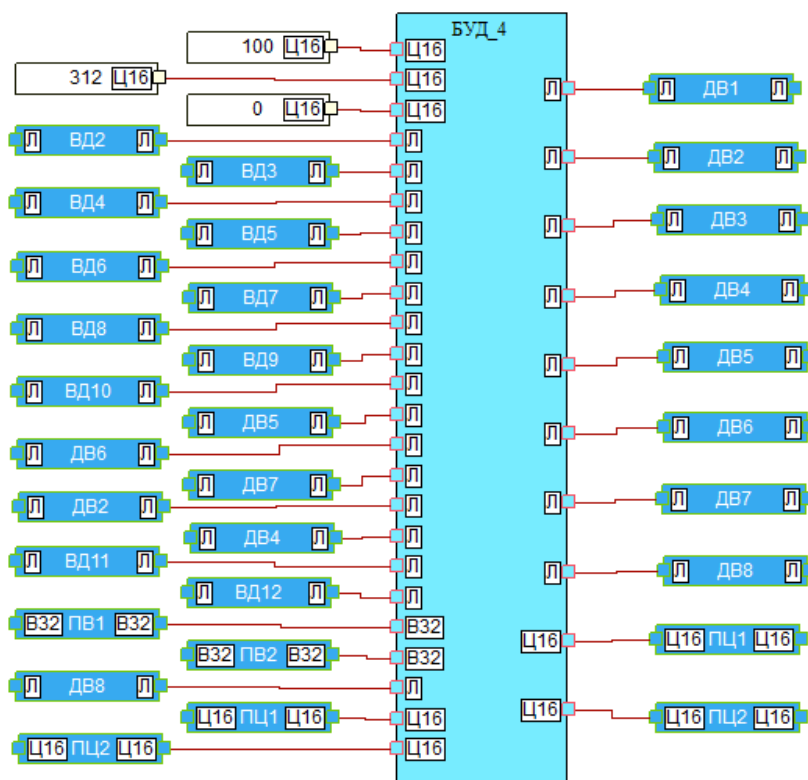 БУД_4
100 Ц16 Ц16
312 Ц16 Ц16
0 Ц16 Ц16
Л ВД2 Л Л
Л ВД3 Л Л
Л ВД4 Л Л
Л ВД5 Л Л
Л ВД6 Л Л
Л ВД7 Л Л
Л ВД8 Л Л
Л ВД9 Л Л
Л ВД10 Л Л
Л ДВ5 Л Л
Л ДВ6 Л Л
Л ДВ7 Л Л
Л ДВ2 Л Л
Л ДВ4 Л Л
Л ВД11 Л Л
Л ВД12 Л Л
В32 ПВ1 В32 В32
В32 ПВ2 В32 В32
Л ДВ8 Л Л
Ц16 ПЦ1 Ц16 Ц16
Ц16 ПЦ2 Ц16 Ц16
Л Л ДВ1 Л
Л Л ДВ2 Л
Л Л ДВ3 Л
Л Л ДВ4 Л
Л Л ДВ5 Л
Л Л ДВ6 Л
Л Л ДВ7 Л
Л Л ДВ8 Л
Ц16 Ц16 ПЦ1 Ц16
Ц16 Ц16 ПЦ2 Ц16